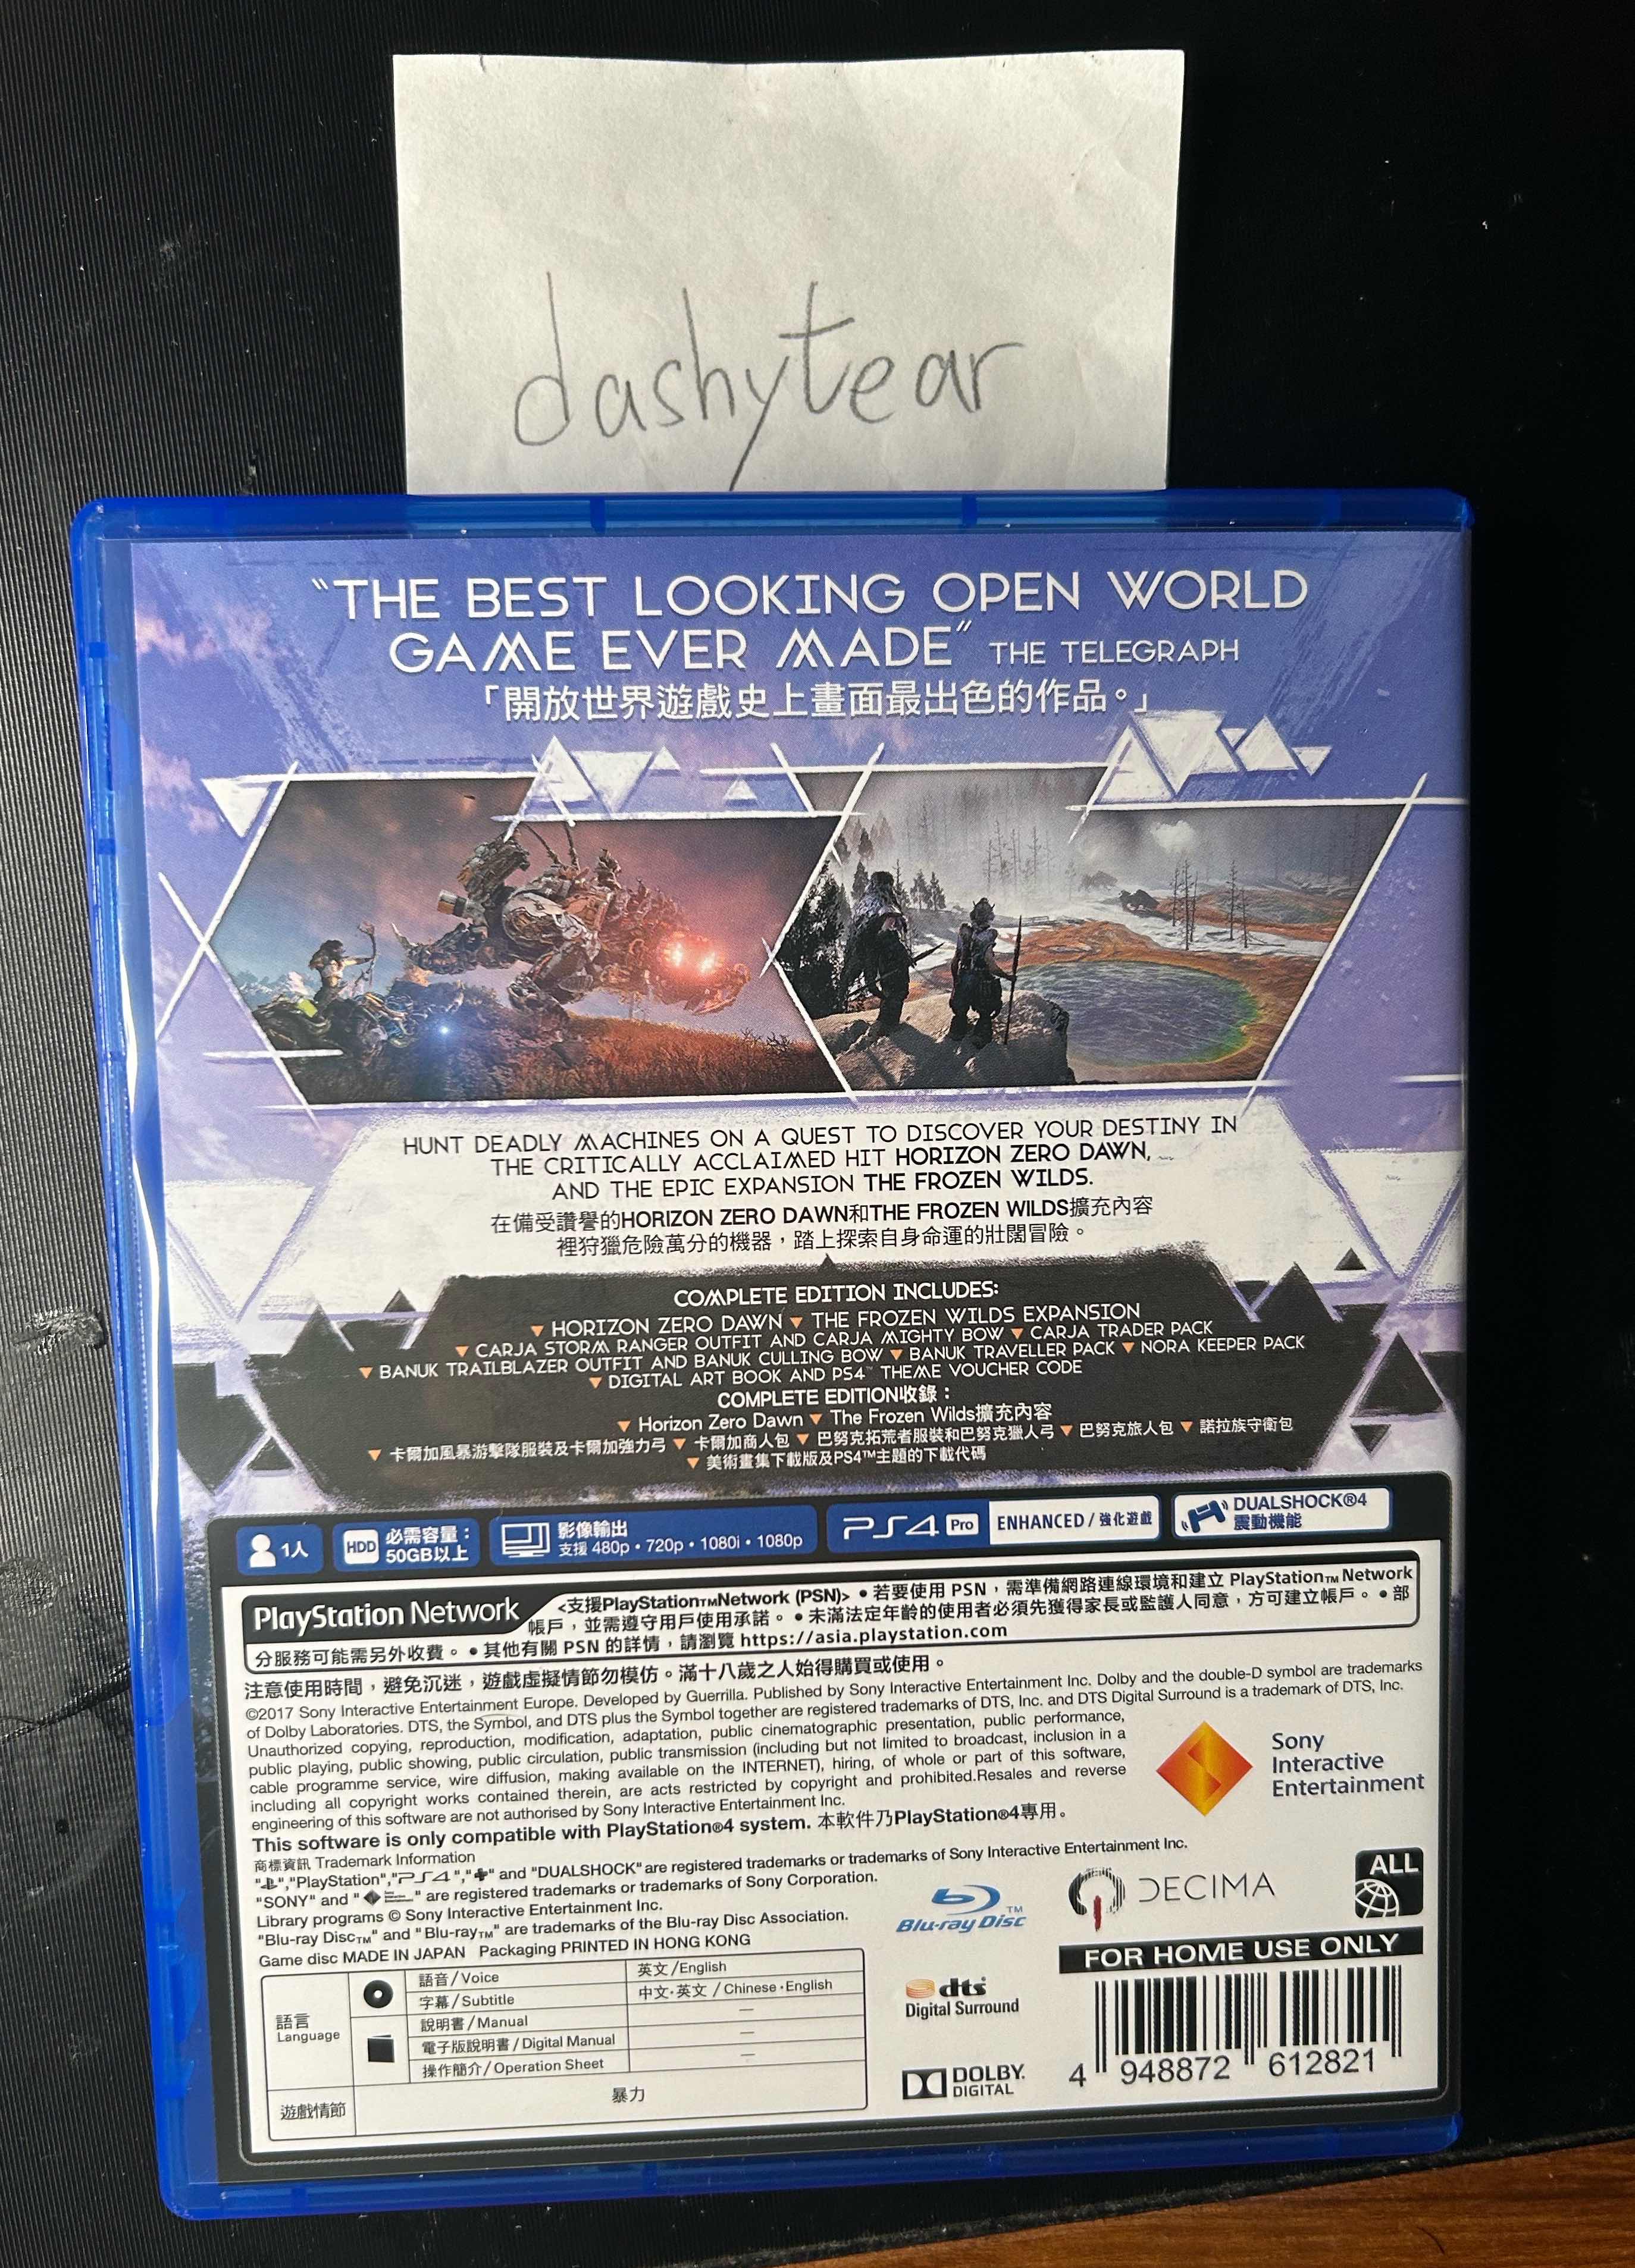 dashytear
"THE BEST LOOKING OPEN WORLD
GAME EVER MADE" THE TELEGRAPH
「開放世界遊戲史上畫面最出色的作品。」
HUNT DEADLY MACHINES ON A QUEST TO DISCOVER YOUR DESTINY IN
THE CRITICALLY ACCLAIMED HIT HORIZON ZERO DAWN,
AND THE EPIC EXPANSION THE FROZEN WILDS.
在備受讚譽的HORIZON ZERO DAWN和THE FROZEN WILDS擴充內容
裡狩獵危險萬分的機器，踏上探索自身命運的壯闊冒險。
COMPLETE EDITION INCLUDES:
▼ HORIZON ZERO DAWN ▼ THE FROZEN WILDS EXPANSION
▼ CARJA STORM RANGER OUTFIT AND CARJA MIGHTY BOW ▼ CARJA TRADER PACK
▼ BANUK TRAILBLAZER OUTFIT AND BANUK CULLING BOW ▼ BANUK TRAVELLER PACK ▼ NORA KEEPER PACK
▼ DIGITAL ART BOOK AND PS4™ THEME VOUCHER CODE
COMPLETE EDITION收錄：
▼ Horizon Zero Dawn ▼ The Frozen Wilds擴充內容
▼ 卡爾加風暴游擊隊服裝及卡爾加強力弓 ▼ 卡爾加商人包 ▼ 巴努克拓荒者服裝和巴努克獵人弓 ▼ 巴努克旅人包 ▼ 諾拉族守衛包
▼ 美術畫集下載版及PS4™主題的下載代碼
1人
HDD 必需容量：
50GB以上
影像輸出
支援 480p・720p・1080i・1080p
PS4 Pro ENHANCED / 強化遊戲
DUALSHOCK®4
震動機能
PlayStation Network <支援PlayStation™Network (PSN)> ●若要使用 PSN，需準備網路連線環境和建立 PlayStation™ Network
帳戶，並需遵守用戶使用承諾。●未滿法定年齡的使用者必須先獲得家長或監護人同意，方可建立帳戶。●部
分服務可能需另外收費。●其他有關 PSN 的詳情，請瀏覽 https://asia.playstation.com
注意使用時間，避免沉迷，遊戲虛擬情節勿模仿。滿十八歲之人始得購買或使用。
©2017 Sony Interactive Entertainment Europe. Developed by Guerrilla. Published by Sony Interactive Entertainment Inc. Dolby and the double-D symbol are trademarks
of Dolby Laboratories. DTS, the Symbol, and DTS plus the Symbol together are registered trademarks of DTS, Inc. and DTS Digital Surround is a trademark of DTS, Inc.
Unauthorized copying, reproduction, modification, adaptation, public cinematographic presentation, public performance,
public playing, public showing, public circulation, public transmission (including but not limited to broadcast, inclusion in a
cable programme service, wire diffusion, making available on the INTERNET), hiring, of whole or part of this software,
including all copyright works contained therein, are acts restricted by copyright and prohibited.Resales and reverse
engineering of this software are not authorised by Sony Interactive Entertainment Inc.
Sony
Interactive
Entertainment
This software is only compatible with PlayStation®4 system. 本軟件乃PlayStation®4專用。
商標資訊 Trademark Information
"","PlayStation","PS4","" and "DUALSHOCK" are registered trademarks or trademarks of Sony Interactive Entertainment Inc.
"SONY" and "" are registered trademarks or trademarks of Sony Corporation.
Library programs © Sony Interactive Entertainment Inc.
"Blu-ray Disc™" and "Blu-ray™" are trademarks of the Blu-ray Disc Association.
Game disc MADE IN JAPAN Packaging PRINTED IN HONG KONG
Blu-ray Disc™
DECIMA
ALL
FOR HOME USE ONLY
語言
Language
語音/Voice 英文/English
字幕/Subtitle 中文・英文 / Chinese・English
說明書/Manual —
電子版說明書/Digital Manual —
操作簡介/Operation Sheet —
遊戲情節 暴力
dts
Digital Surround
DOLBY
DIGITAL
4 948872 612821